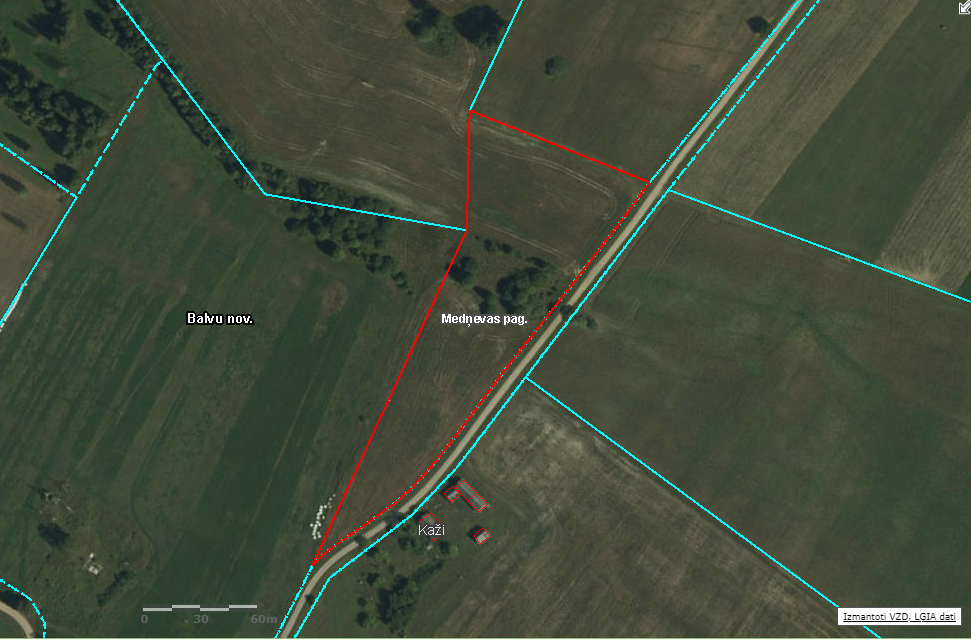 Balvu nov.
Medņevas pag.
Kaži
0 30 60m
Izmantoti VZD, LGIA dati